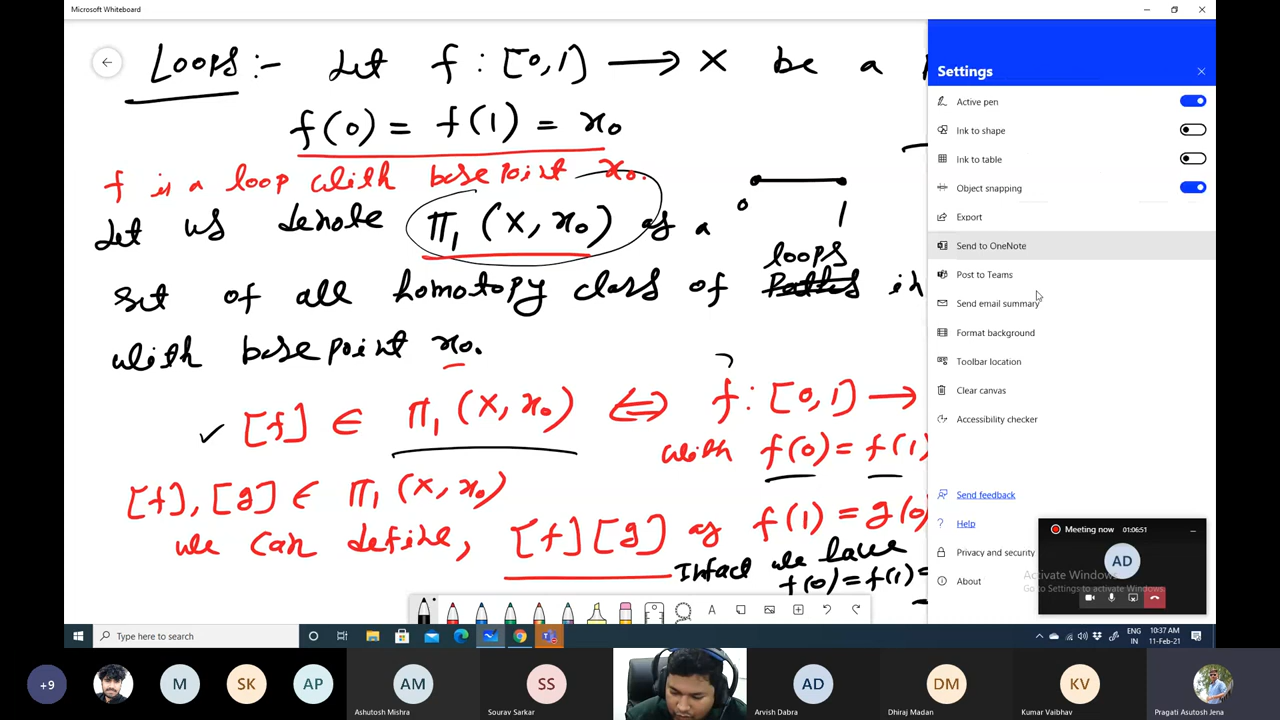 Microsoft Whiteboard
Loops :- Let f : [0,1] ⟶ X be a
f(0) = f(1) = x₀
f is a loop with base point x₀.
Let us denote π₁ (X, x₀) as a
0 1
loops
set of all homotopy class of Paths in
with base point x₀.
[f] ∈ π₁ (X, x₀) ⇔ f : [0,1] ⟶
with f(0) = f(1)
[f], [g] ∈ π₁ (X, x₀)
we can define, [f][g] as f(1) = g(0)
Infact we have
f(0) = f(1) =
Settings
Active pen
Ink to shape
Ink to table
Object snapping
Export
Send to OneNote
Post to Teams
Send email summary
Format background
Toolbar location
Clear canvas
Accessibility checker
Send feedback
Help
Privacy and security
About
Meeting now 01:06:51
AD
Activate Windows
Go to Settings to activate Windows.
Type here to search
ENG
IN
10:37 AM
11-Feb-21
+9
M
SK
AP
AM
Ashutosh Mishra
SS
Sourav Sarkar
AD
Arvish Dabra
DM
Dhiraj Madan
KV
Kumar Vaibhav
Pragati Asutosh Jena